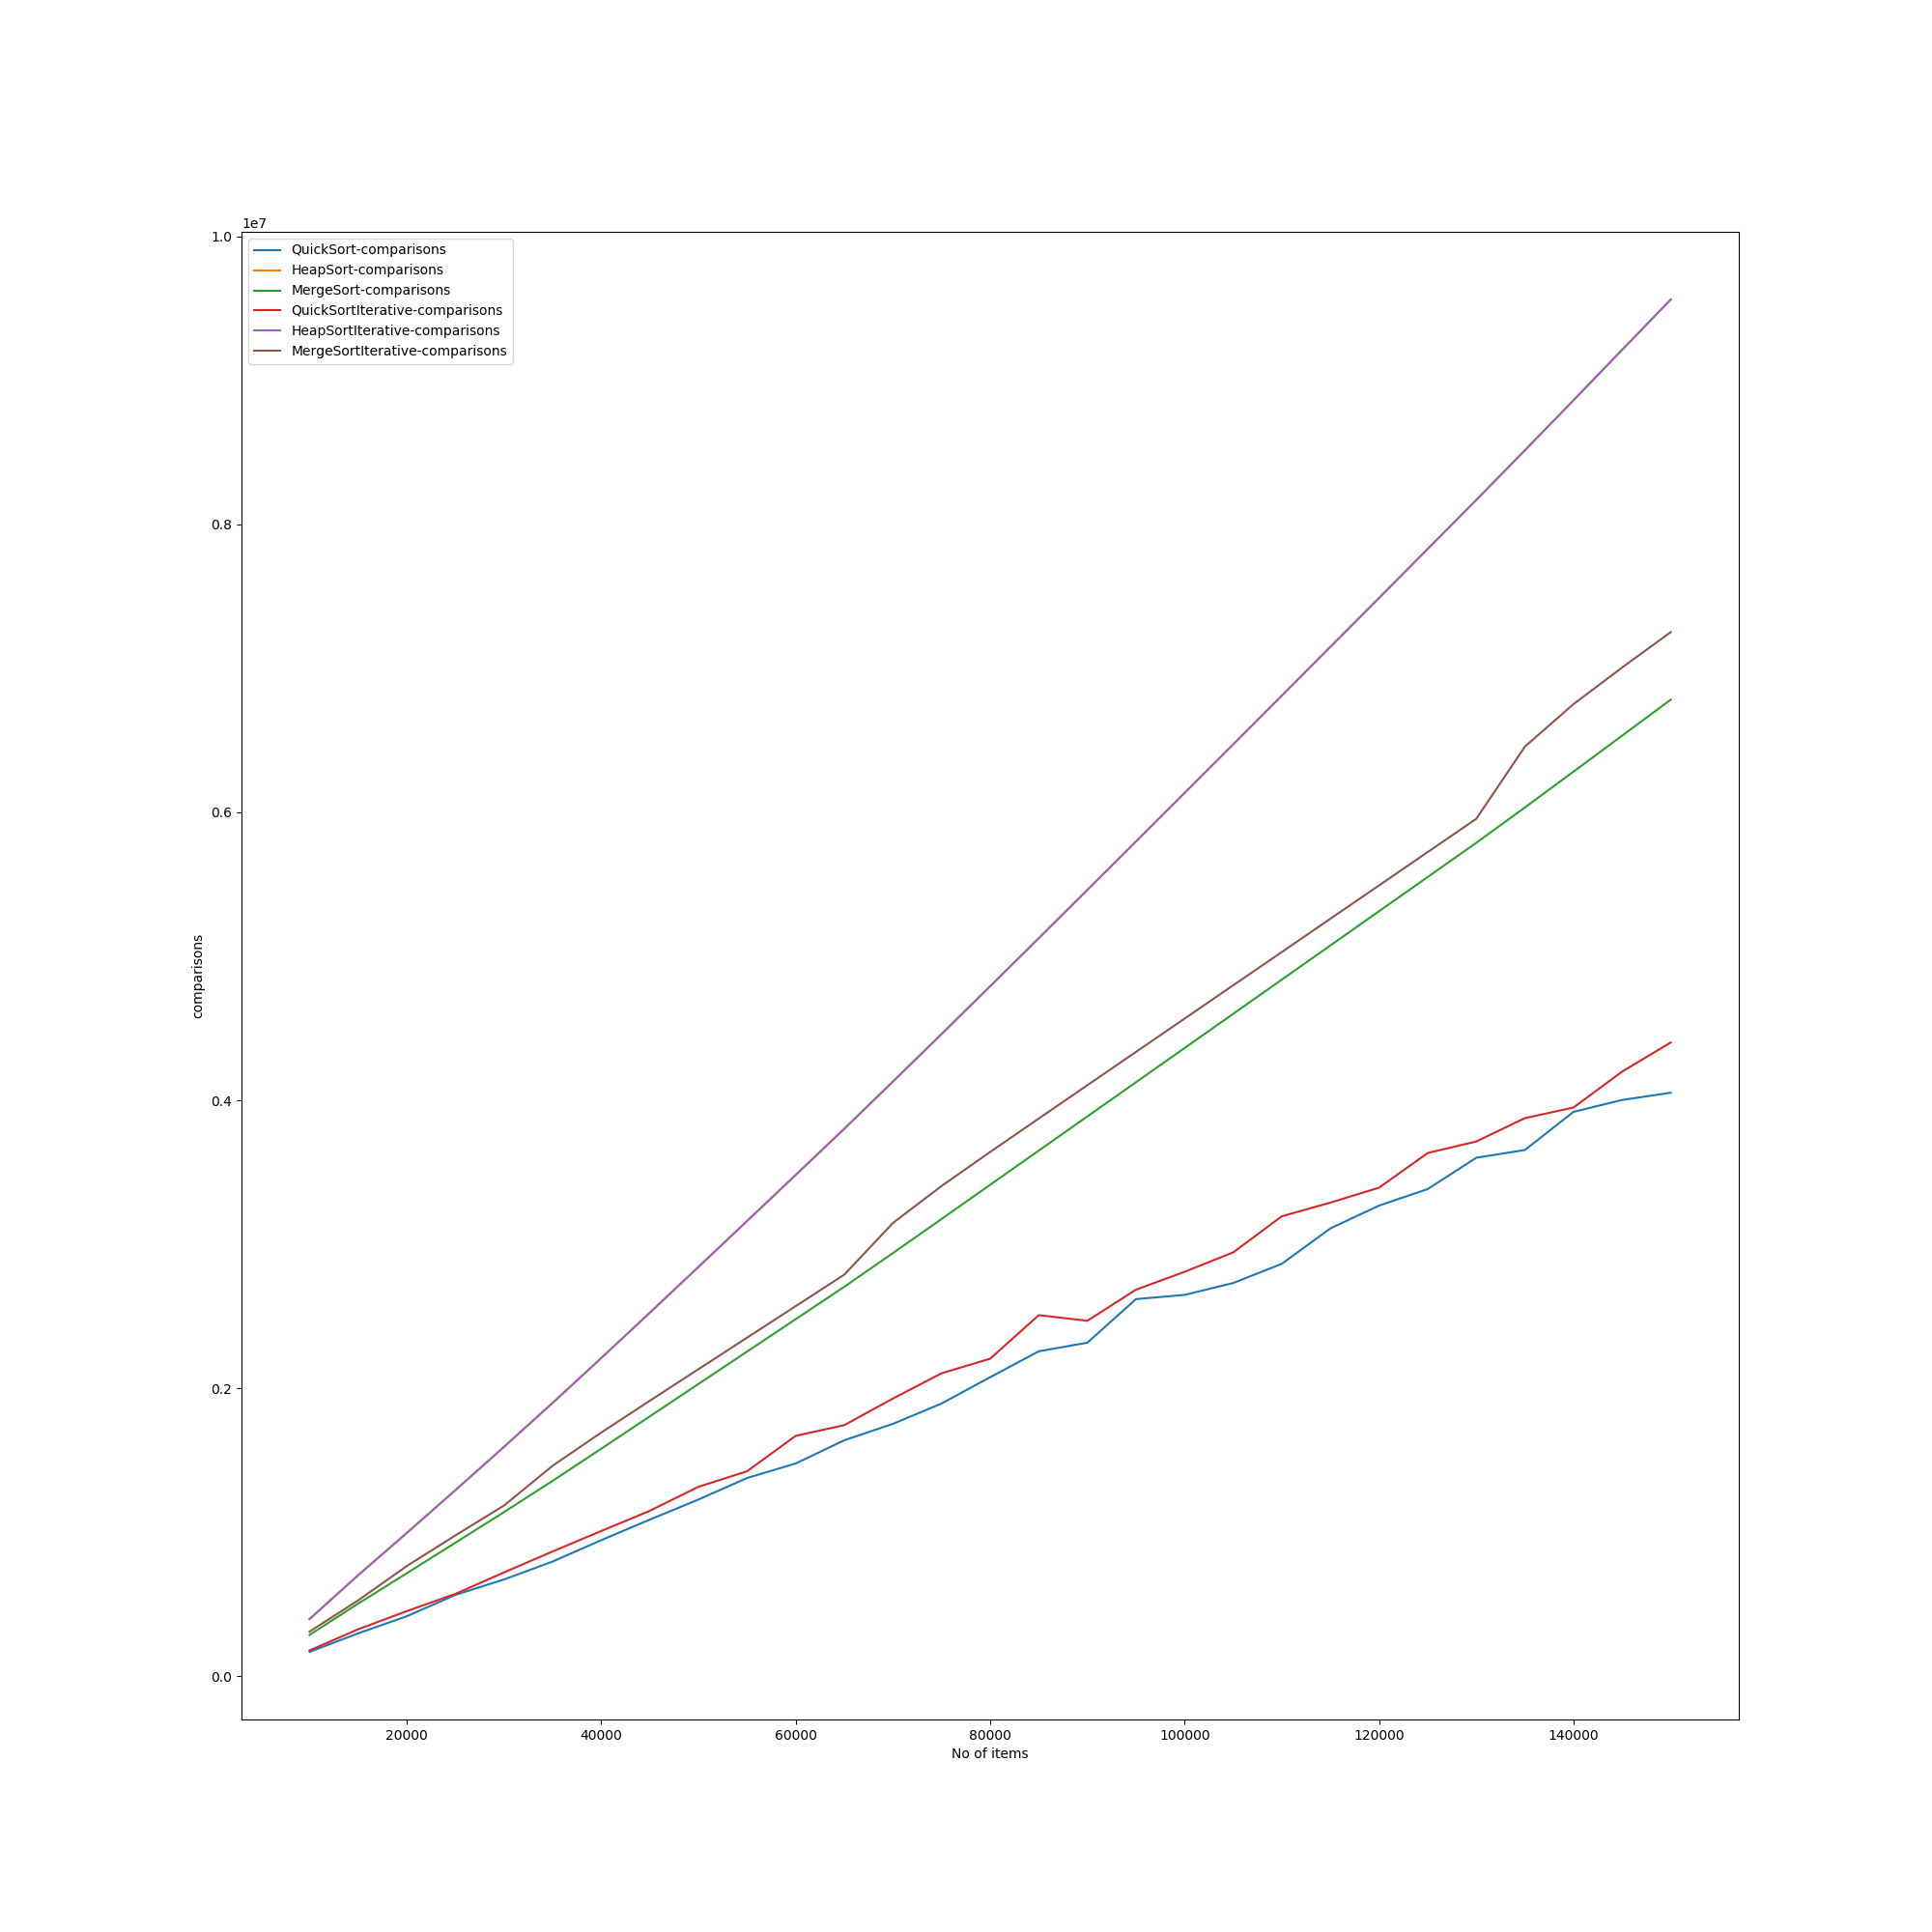 1e7
1.0
0.8
0.6
0.4
0.2
0.0
comparisons
QuickSort-comparisons
HeapSort-comparisons
MergeSort-comparisons
QuickSortIterative-comparisons
HeapSortIterative-comparisons
MergeSortIterative-comparisons
20000 40000 60000 80000 100000 120000 140000
No of items